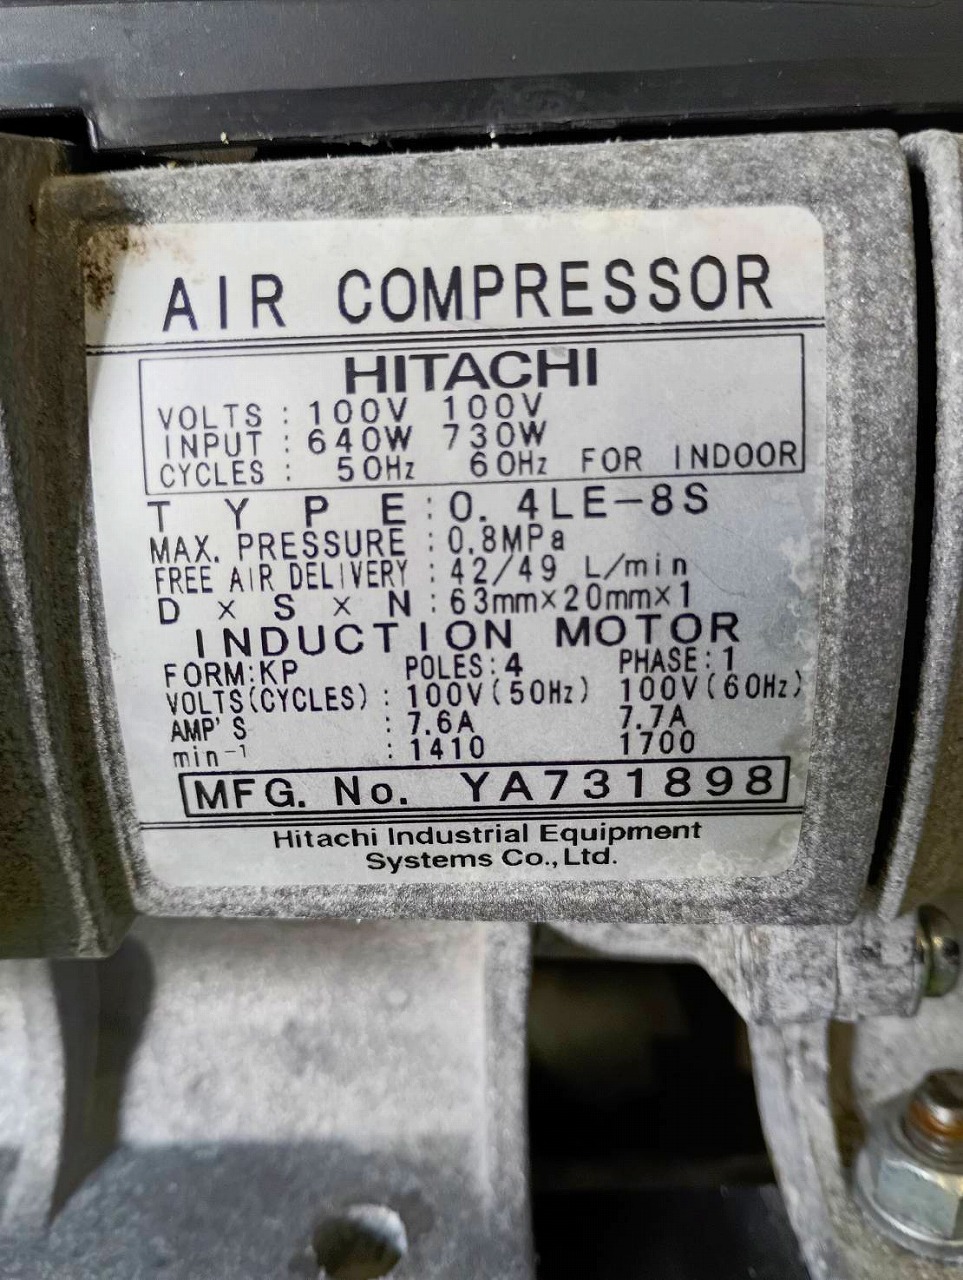 AIR COMPRESSOR
HITACHI
VOLTS : 100V 100V
INPUT : 640W 730W
CYCLES : 50Hz 60Hz FOR INDOOR
TYPE : 0.4LE-8S
MAX. PRESSURE : 0.8MPa
FREE AIR DELIVERY : 42/49 L/min
D × S × N : 63mm×20mm×1
INDUCTION MOTOR
FORM:KP POLES:4 PHASE:1
VOLTS(CYCLES) : 100V(50Hz) 100V(60Hz)
AMP'S : 7.6A 7.7A
min⁻¹ : 1410 1700
MFG. No. YA731898
Hitachi Industrial Equipment
Systems Co., Ltd.